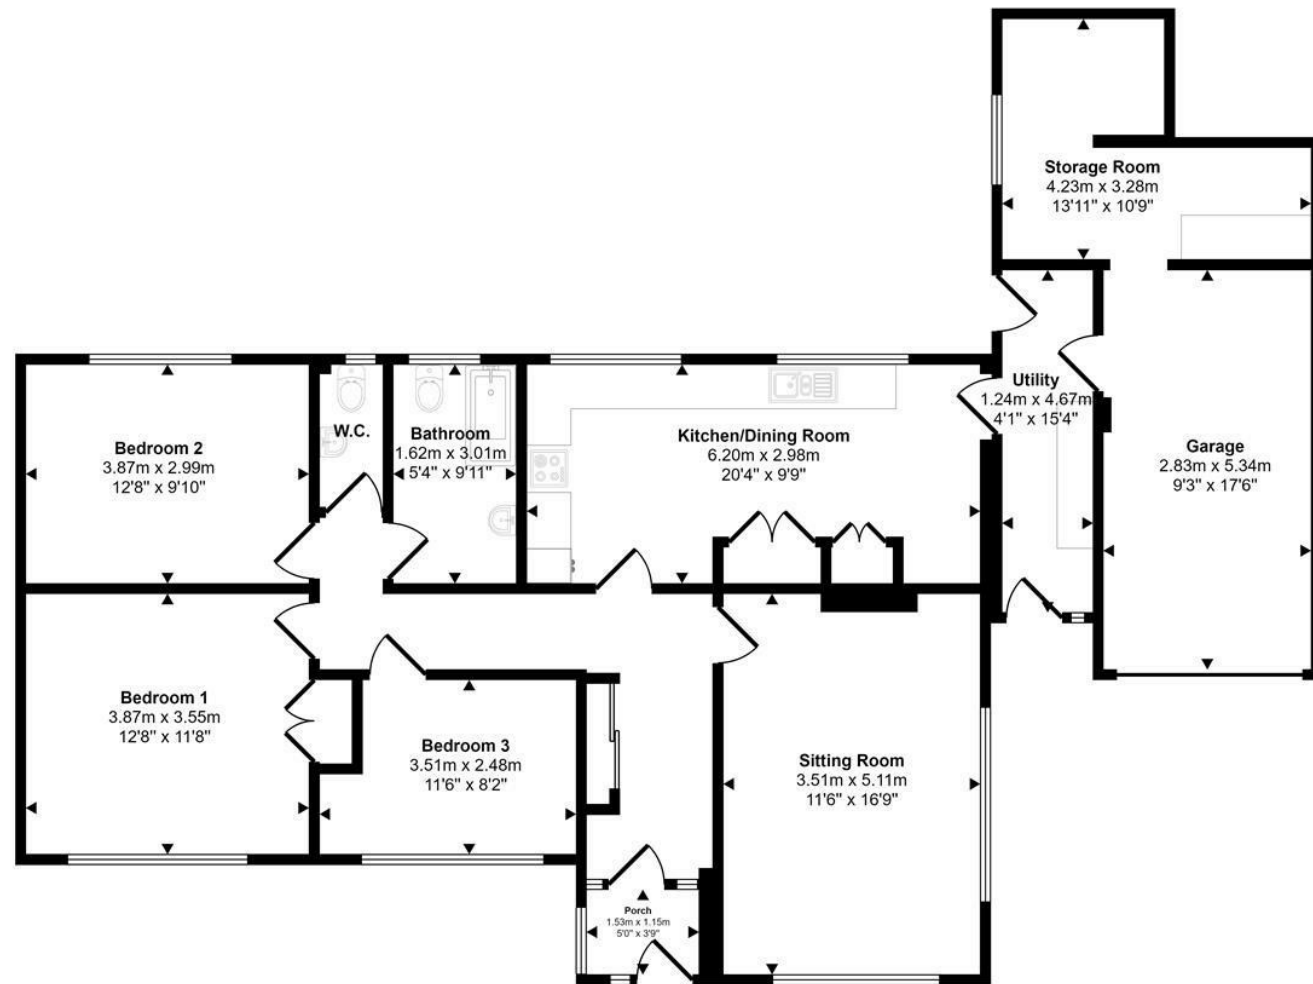 Storage Room
4.23m x 3.28m
13'11" x 10'9"
Utility
1.24m x 4.67m
4'1" x 15'4"
Garage
2.83m x 5.34m
9'3" x 17'6"
Bedroom 2
3.87m x 2.99m
12'8" x 9'10"
W.C.
Bathroom
1.62m x 3.01m
5'4" x 9'11"
Kitchen/Dining Room
6.20m x 2.98m
20'4" x 9'9"
Bedroom 1
3.87m x 3.55m
12'8" x 11'8"
Bedroom 3
3.51m x 2.48m
11'6" x 8'2"
Sitting Room
3.51m x 5.11m
11'6" x 16'9"
Porch
1.53m x 1.15m
5'0" x 3'9"